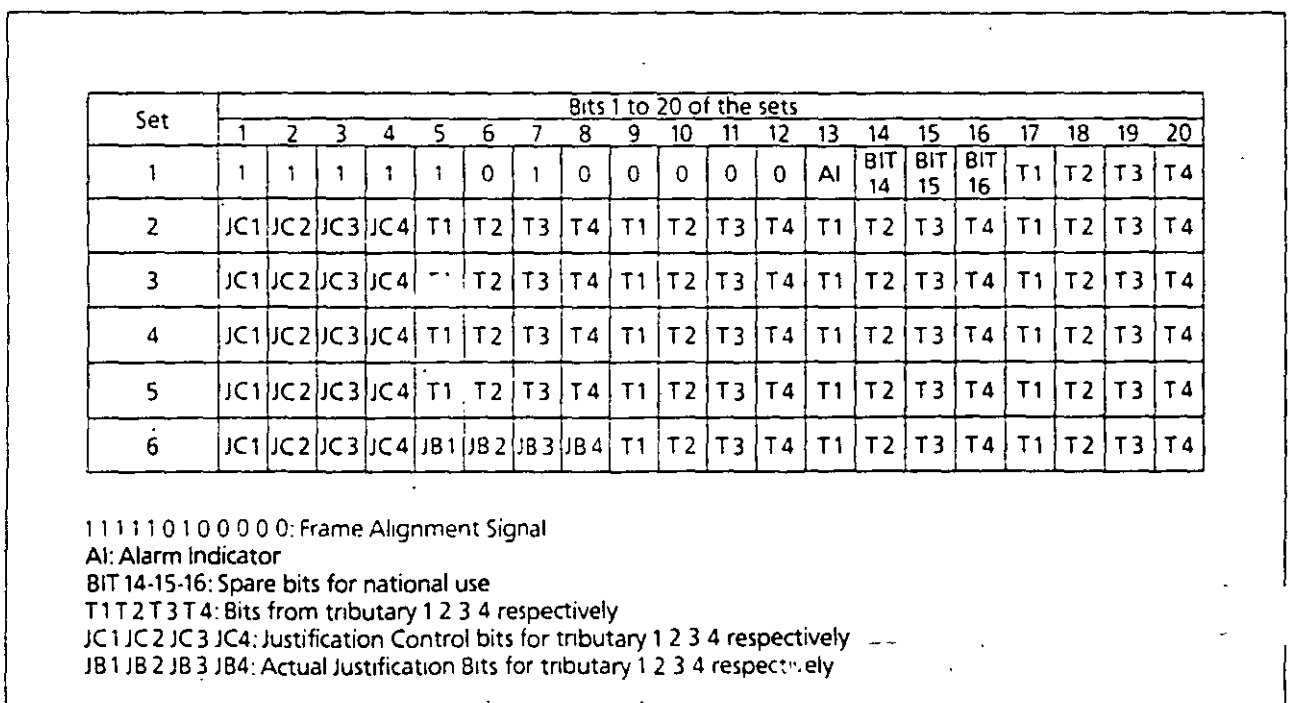 Set Bits 1 to 20 of the sets
1 2 3 4 5 6 7 8 9 10 11 12 13 14 15 16 17 18 19 20
1 1 1 1 1 1 0 1 0 0 0 0 0 AI BIT 14 BIT 15 BIT 16 T1 T2 T3 T4
2 JC1 JC2 JC3 JC4 T1 T2 T3 T4 T1 T2 T3 T4 T1 T2 T3 T4 T1 T2 T3 T4
3 JC1 JC2 JC3 JC4 T2 T3 T4 T1 T2 T3 T4 T1 T2 T3 T4 T1 T2 T3 T4
4 JC1 JC2 JC3 JC4 T1 T2 T3 T4 T1 T2 T3 T4 T1 T2 T3 T4 T1 T2 T3 T4
5 JC1 JC2 JC3 JC4 T1 T2 T3 T4 T1 T2 T3 T4 T1 T2 T3 T4 T1 T2 T3 T4
6 JC1 JC2 JC3 JC4 JB1 JB2 JB3 JB4 T1 T2 T3 T4 T1 T2 T3 T4 T1 T2 T3 T4
1 1 1 1 1 0 1 0 0 0 0 0: Frame Alignment Signal
AI: Alarm Indicator
BIT 14-15-16: Spare bits for national use
T1 T2 T3 T4: Bits from tributary 1 2 3 4 respectively
JC1 JC2 JC3 JC4: Justification Control bits for tributary 1 2 3 4 respectively
JB1 JB2 JB3 JB4: Actual Justification Bits for tributary 1 2 3 4 respectively